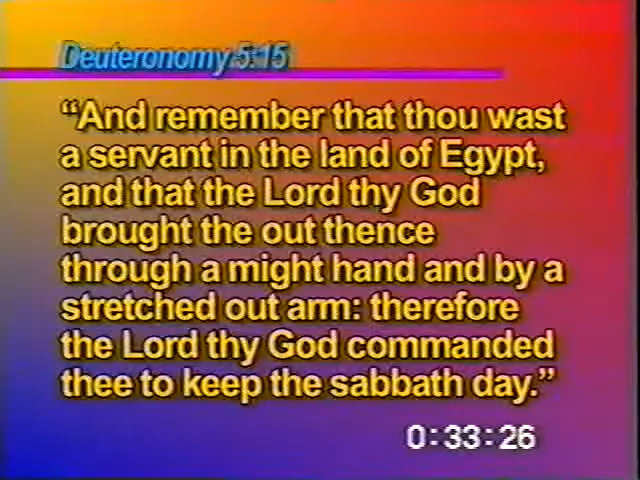 Deuteronomy 5:15
“And remember that thou wast
a servant in the land of Egypt,
and that the Lord thy God
brought the out thence
through a might hand and by a
stretched out arm: therefore
the Lord thy God commanded
thee to keep the sabbath day.”
0:33:26